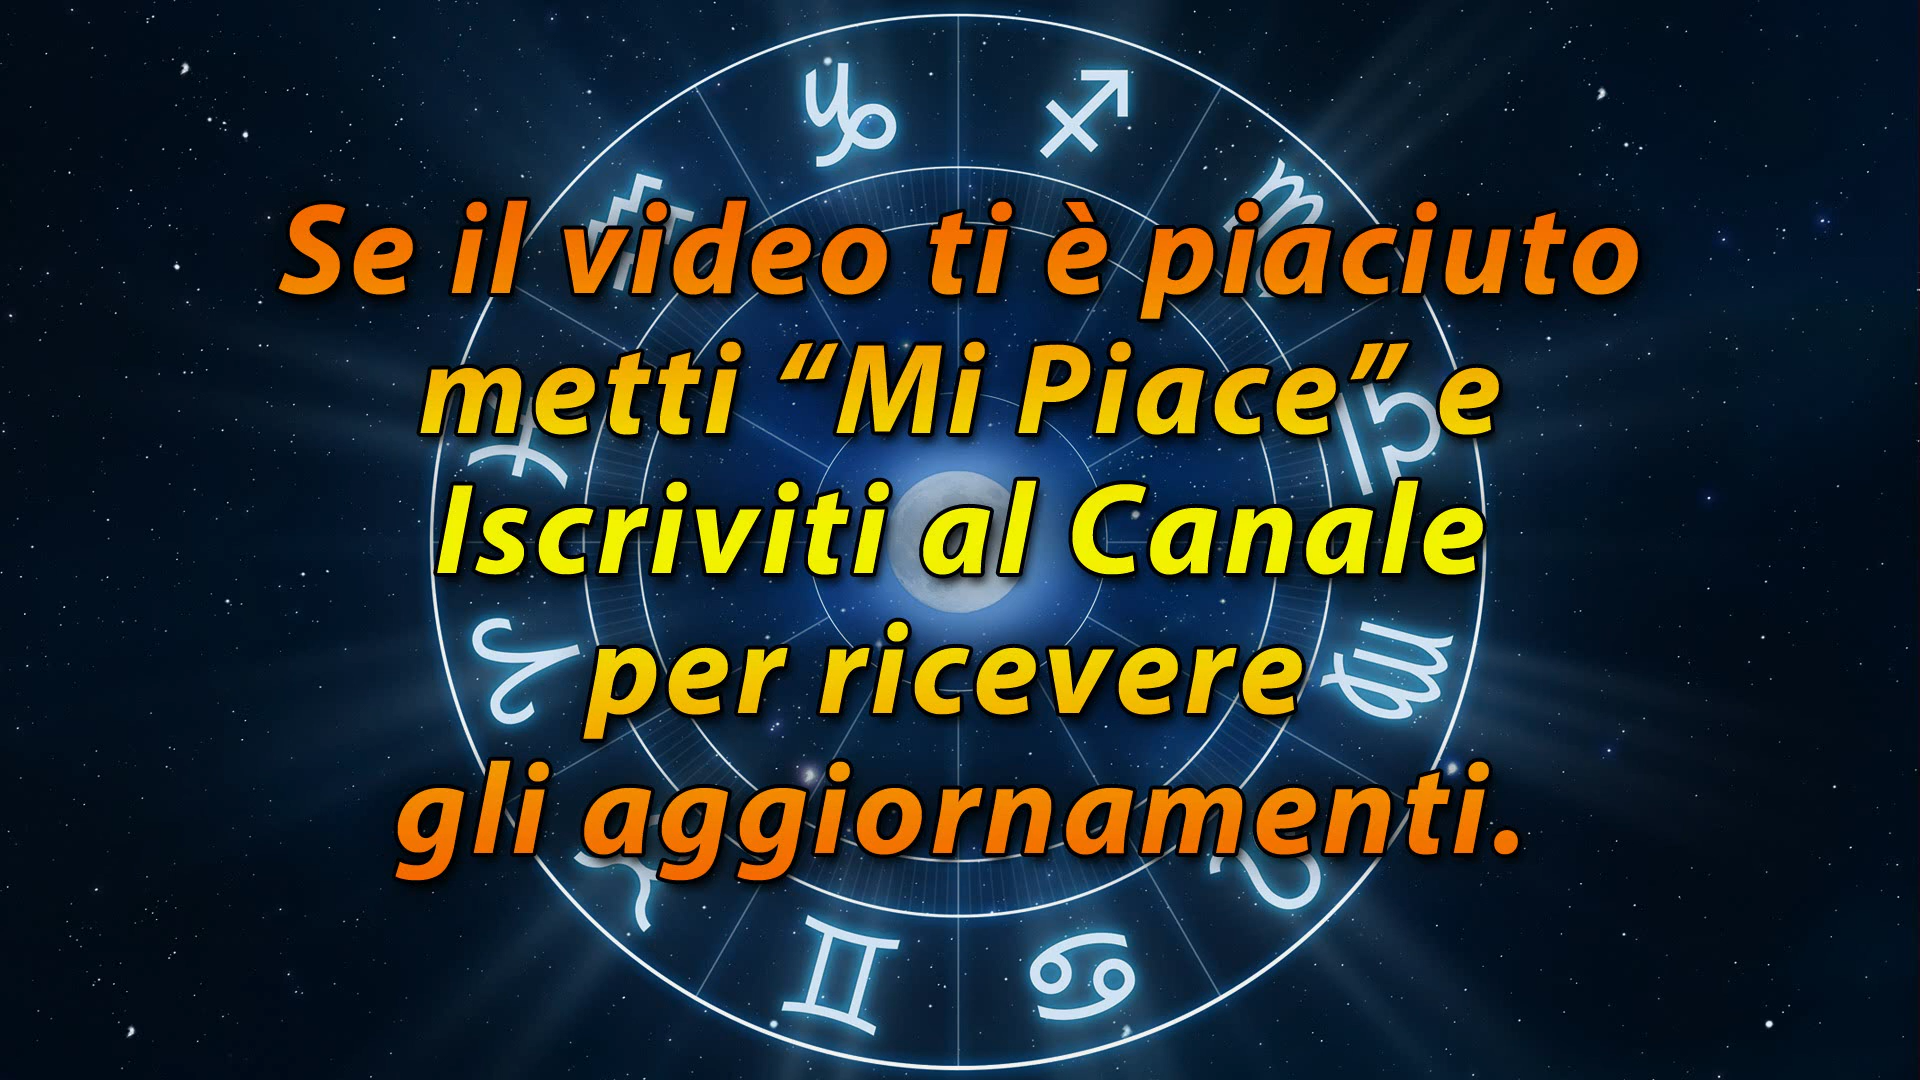 Se il video ti è piaciuto
metti “Mi Piace” e
Iscriviti al Canale
per ricevere
gli aggiornamenti.